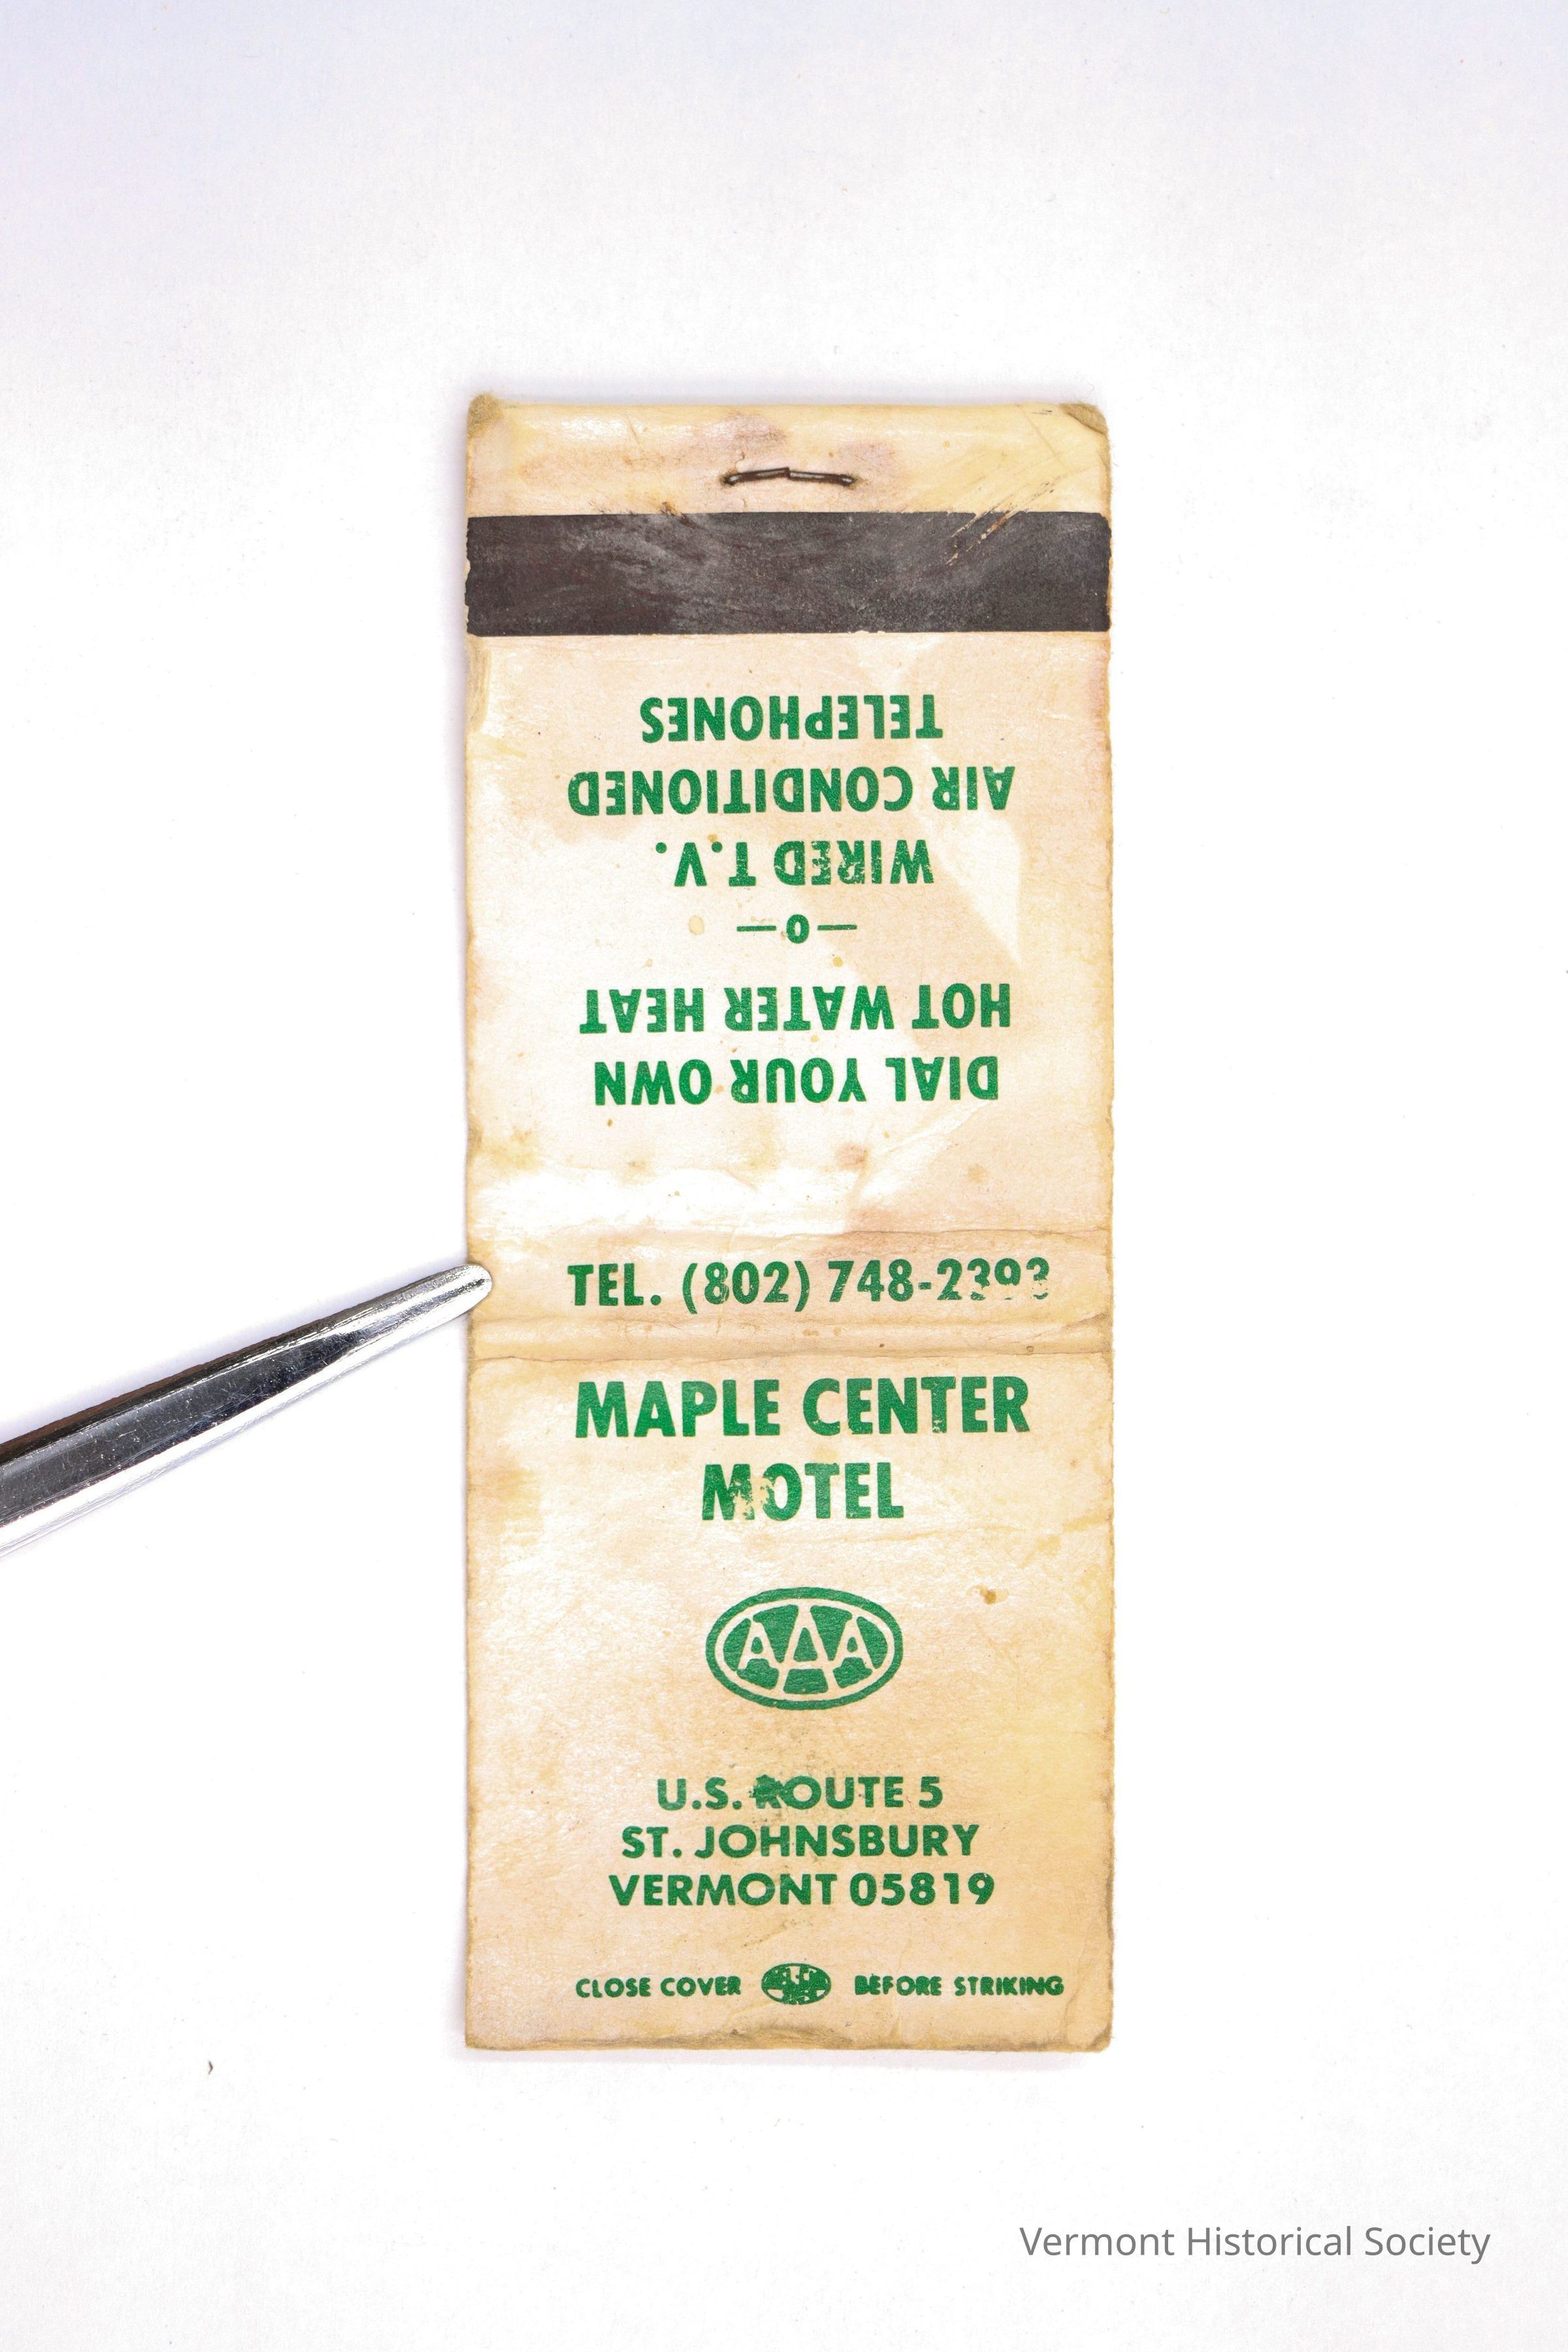 DIAL YOUR OWN
HOT WATER HEAT
—o—
WIRED T.V.
AIR CONDITIONED
TELEPHONES
TEL. (802) 748-2393
MAPLE CENTER
MOTEL
AAA
U.S. ROUTE 5
ST. JOHNSBURY
VERMONT 05819
CLOSE COVER BEFORE STRIKING
Vermont Historical Society